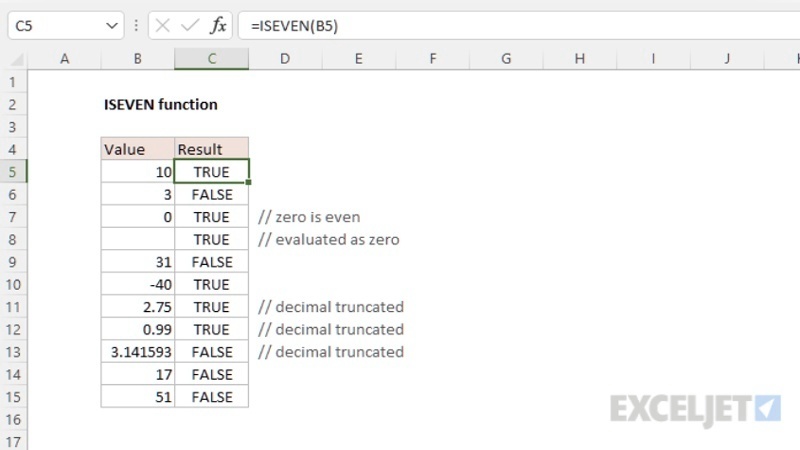 C5 fx =ISEVEN(B5)
A B C D E F G H I J
1
2 ISEVEN function
3
4 Value Result
5 10 TRUE
6 3 FALSE
7 0 TRUE // zero is even
8 TRUE // evaluated as zero
9 31 FALSE
10 -40 TRUE
11 2.75 TRUE // decimal truncated
12 0.99 TRUE // decimal truncated
13 3.141593 FALSE // decimal truncated
14 17 FALSE
15 51 FALSE
16
17
EXCELJET